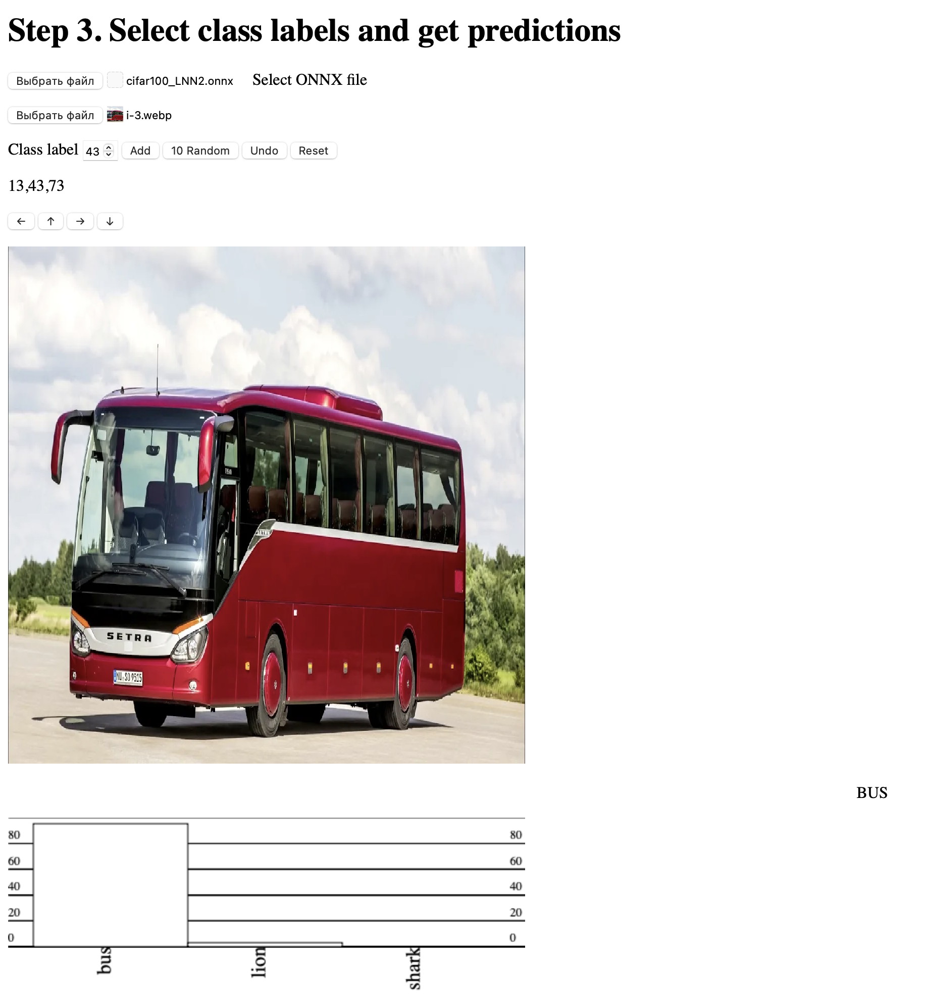 Step 3. Select class labels and get predictions
Выбрать файл cifar100_LNN2.onnx Select ONNX file
Выбрать файл i-3.webp
Class label 43 Add 10 Random Undo Reset
13,43,73
← ↑ → ↓
SETRA
NU SO 9515
BUS
80 80
60 60
40 40
20 20
0 0
bus lion shark